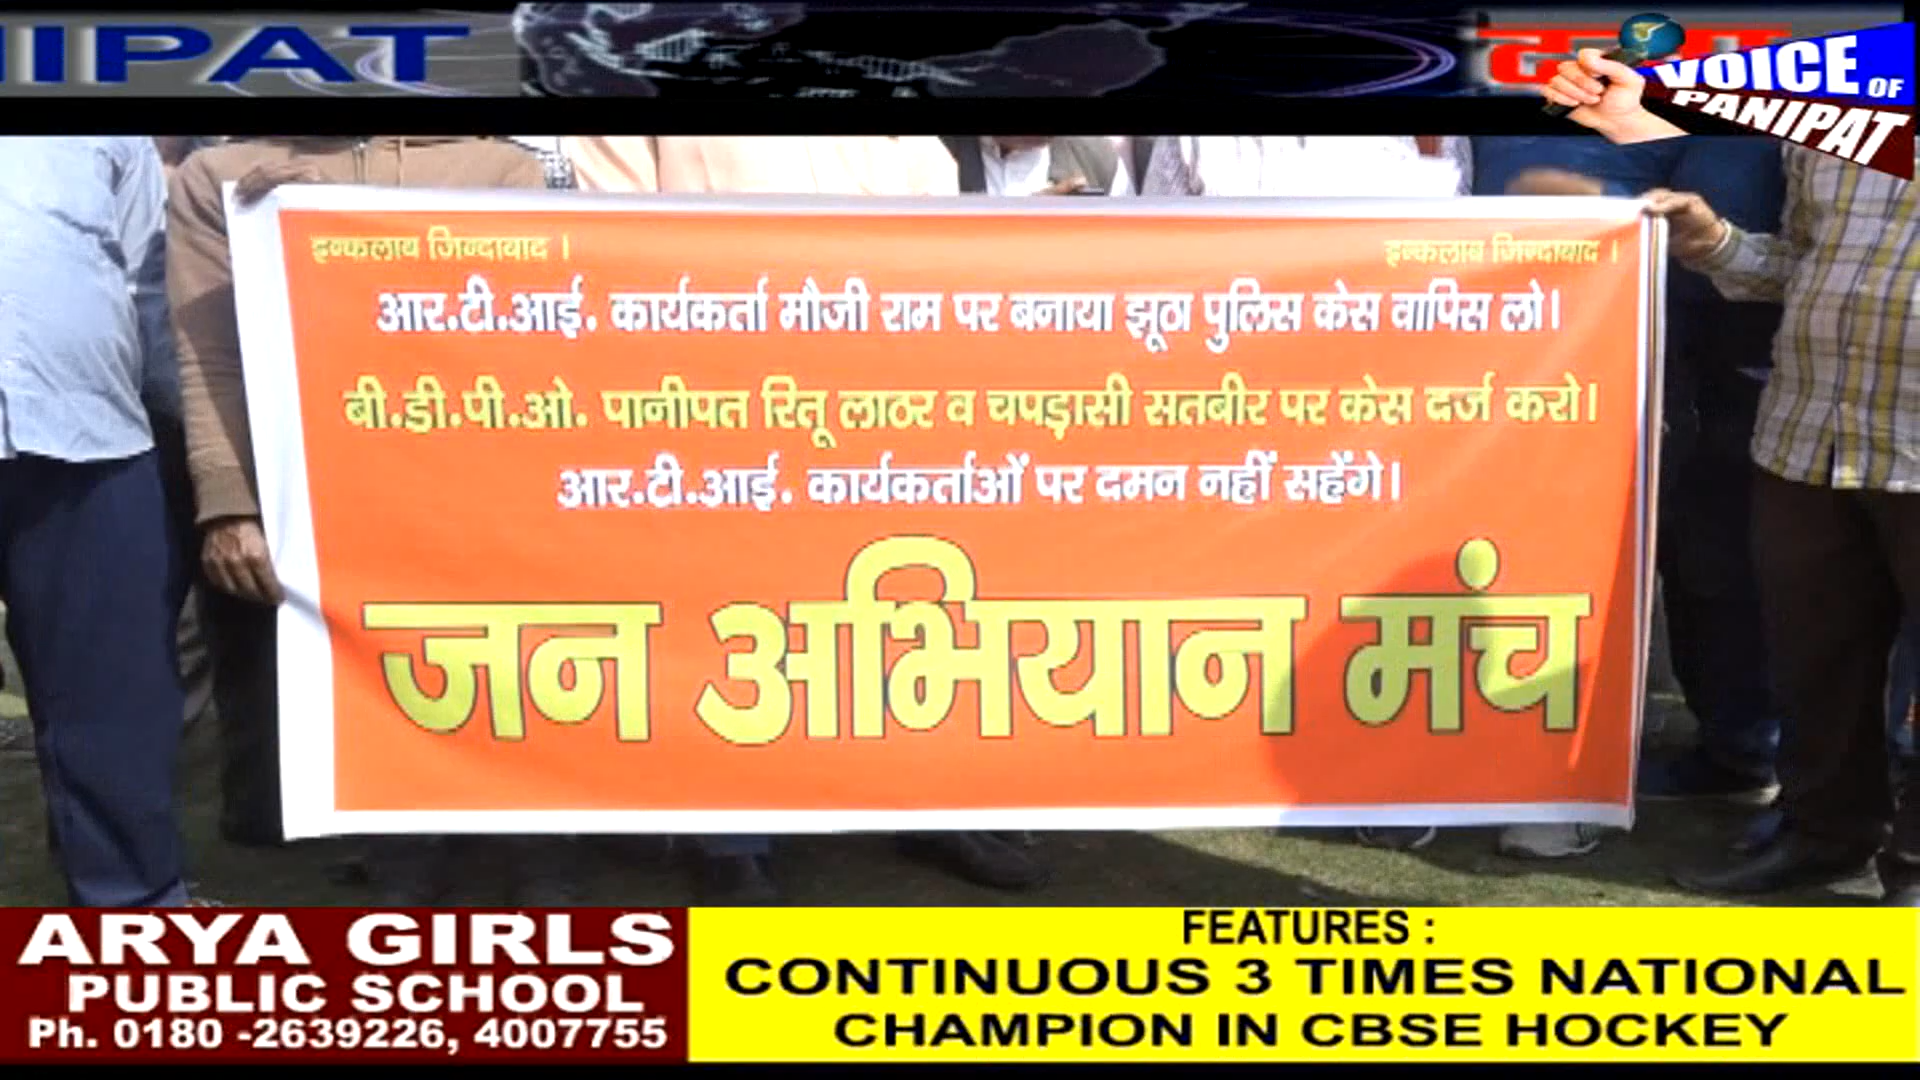 IPAT
VOICE OF
PANIPAT
इन्कलाब जिन्दाबाद ।
इन्कलाब जिन्दाबाद ।
आर.टी.आई. कार्यकर्ता मौजी राम पर बनाया झूठा पुलिस केस वापिस लो।
बी.डी.पी.ओ. पानीपत रितू लाठर व चपड़ासी सतबीर पर केस दर्ज करो।
आर.टी.आई. कार्यकर्ताओं पर दमन नहीं सहेंगे।
जन अभियान मंच
ARYA GIRLS
PUBLIC SCHOOL
Ph. 0180 -2639226, 4007755
FEATURES :
CONTINUOUS 3 TIMES NATIONAL
CHAMPION IN CBSE HOCKEY